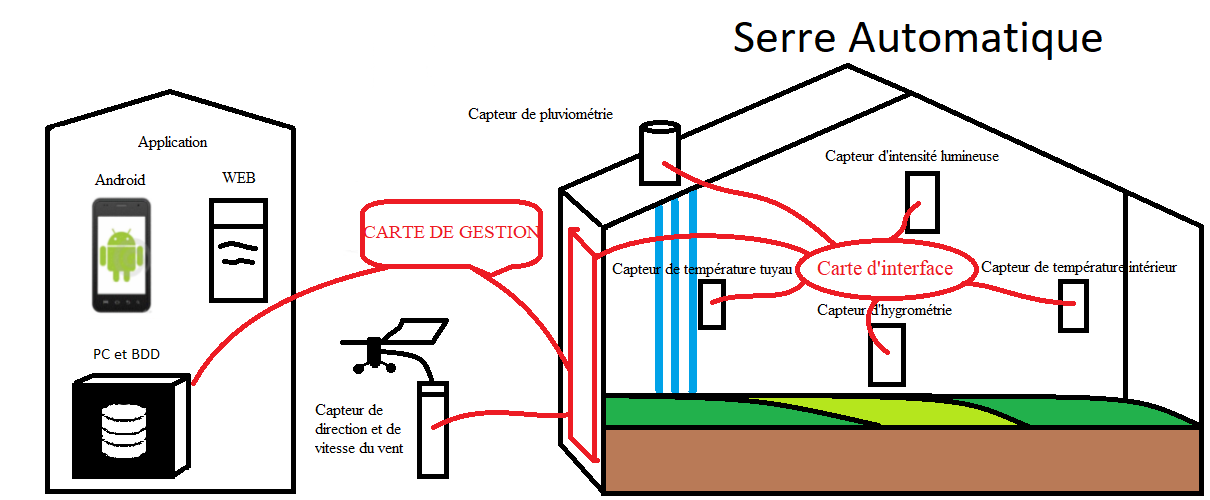 Serre Automatique
Capteur de pluviométrie
Application
Capteur d'intensité lumineuse
Android
WEB
CARTE DE GESTION
Capteur de température tuyau
Carte d'interface
Capteur de température intérieur
Capteur d'hygrométrie
PC et BDD
Capteur de
direction et de
vitesse du vent